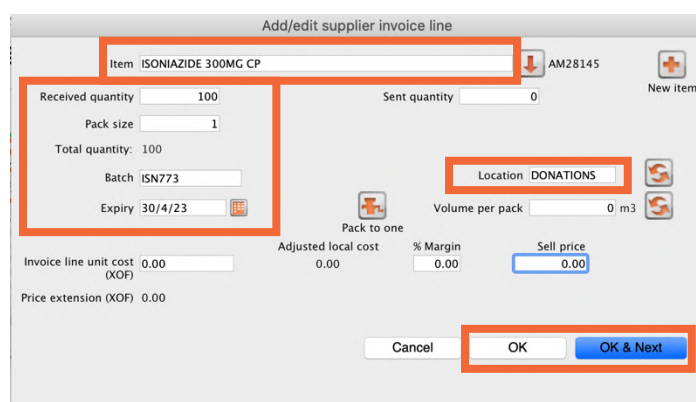 Add/edit supplier invoice line
Item ISONIAZIDE 300MG CP AM28145
New item
Received quantity 100 Sent quantity 0
Pack size 1
Total quantity: 100
Batch ISN773 Location DONATIONS
Expiry 30/4/23 Volume per pack 0 m3
Pack to one
Adjusted local cost % Margin Sell price
Invoice line unit cost (XOF) 0.00 0.00 0.00 0.00
Price extension (XOF) 0.00
Cancel OK OK & Next